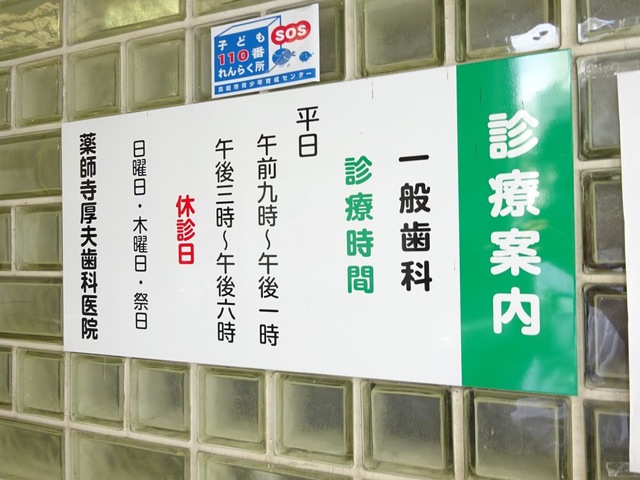 子ども
SOS
110番
れんらく所
診療案内
一般歯科
診療時間
平日
午前九時～午後一時
午後三時～午後六時
休診日
日曜日・木曜日・祭日
薬師寺厚夫歯科医院